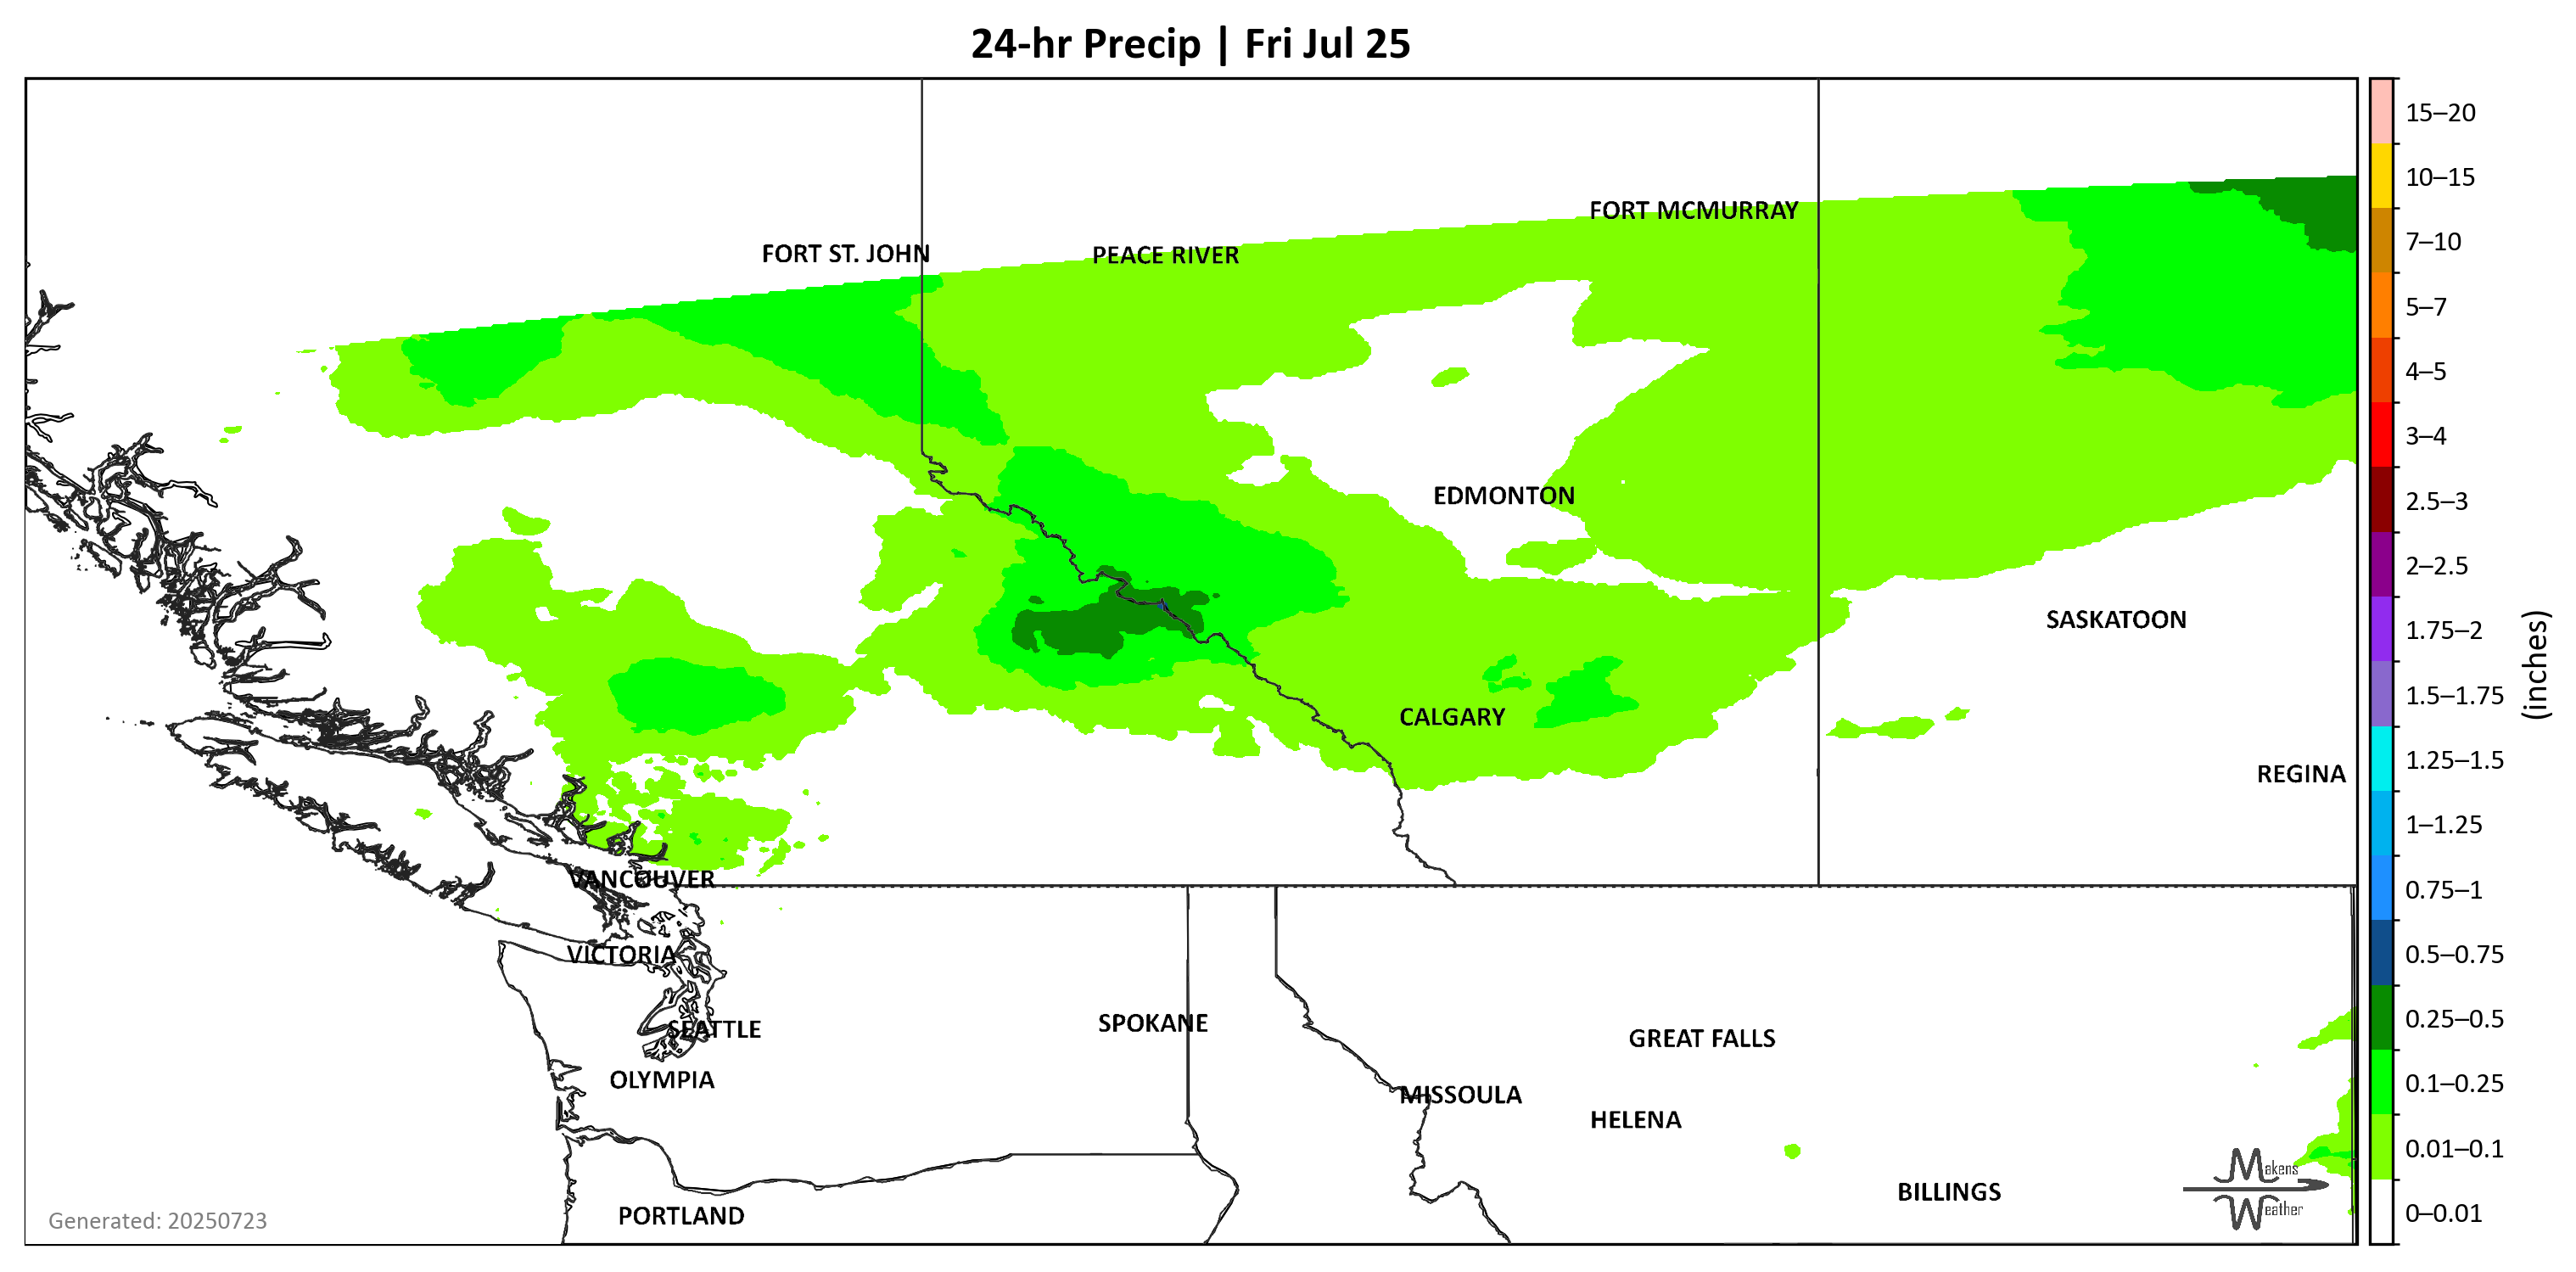 24-hr Precip | Fri Jul 25
FORT MCMURRAY
FORT ST. JOHN
PEACE RIVER
EDMONTON
SASKATOON
CALGARY
REGINA
VANCOUVER
VICTORIA
SEATTLE
SPOKANE
GREAT FALLS
OLYMPIA
MISSOULA
HELENA
BILLINGS
PORTLAND
Generated: 20250723
Makens
Weather
15–20
10–15
7–10
5–7
4–5
3–4
2.5–3
2–2.5
1.75–2
1.5–1.75
1.25–1.5
1–1.25
0.75–1
0.5–0.75
0.25–0.5
0.1–0.25
0.01–0.1
0–0.01
(inches)